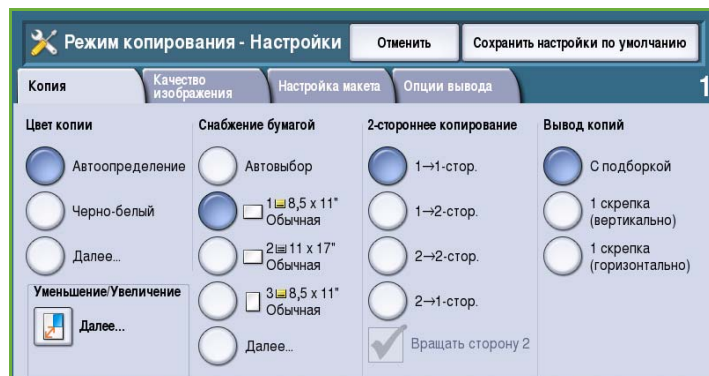 Режим копирования - Настройки
Отменить
Сохранить настройки по умолчанию
Копия
Качество
изображения
Настройка макета
Опции вывода
1
Цвет копии
Автоопределение
Черно-белый
Далее...
Уменьшение/Увеличение
Далее...
Снабжение бумагой
Автовыбор
1 8,5 x 11"
Обычная
2 11 x 17"
Обычная
3 8,5 x 11"
Обычная
Далее...
2-стороннее копирование
1→1-стор.
1→2-стор.
2→2-стор.
2→1-стор.
Вращать сторону 2
Вывод копий
С подборкой
1 скрепка
(вертикально)
1 скрепка
(горизонтально)